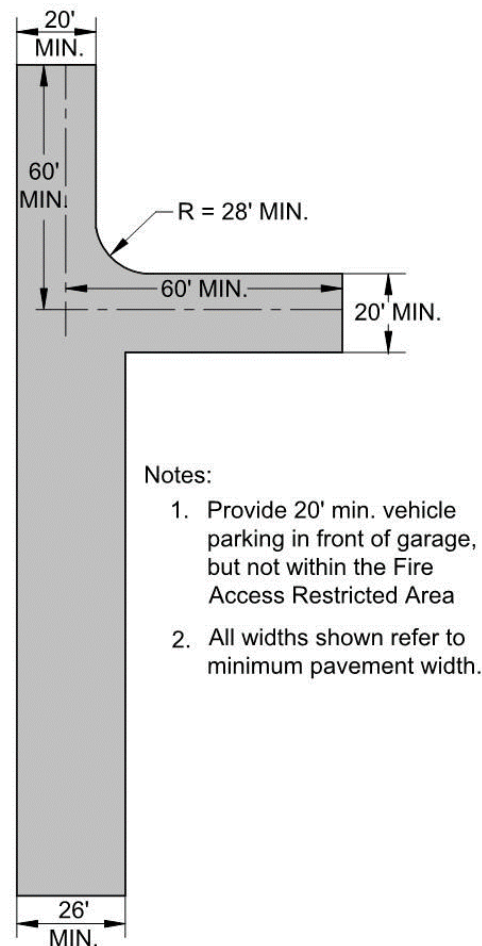 20'
MIN.
60'
MIN.
R = 28' MIN.
60' MIN.
20' MIN.
Notes:
1. Provide 20' min. vehicle
parking in front of garage,
but not within the Fire
Access Restricted Area
2. All widths shown refer to
minimum pavement width.
26'
MIN.